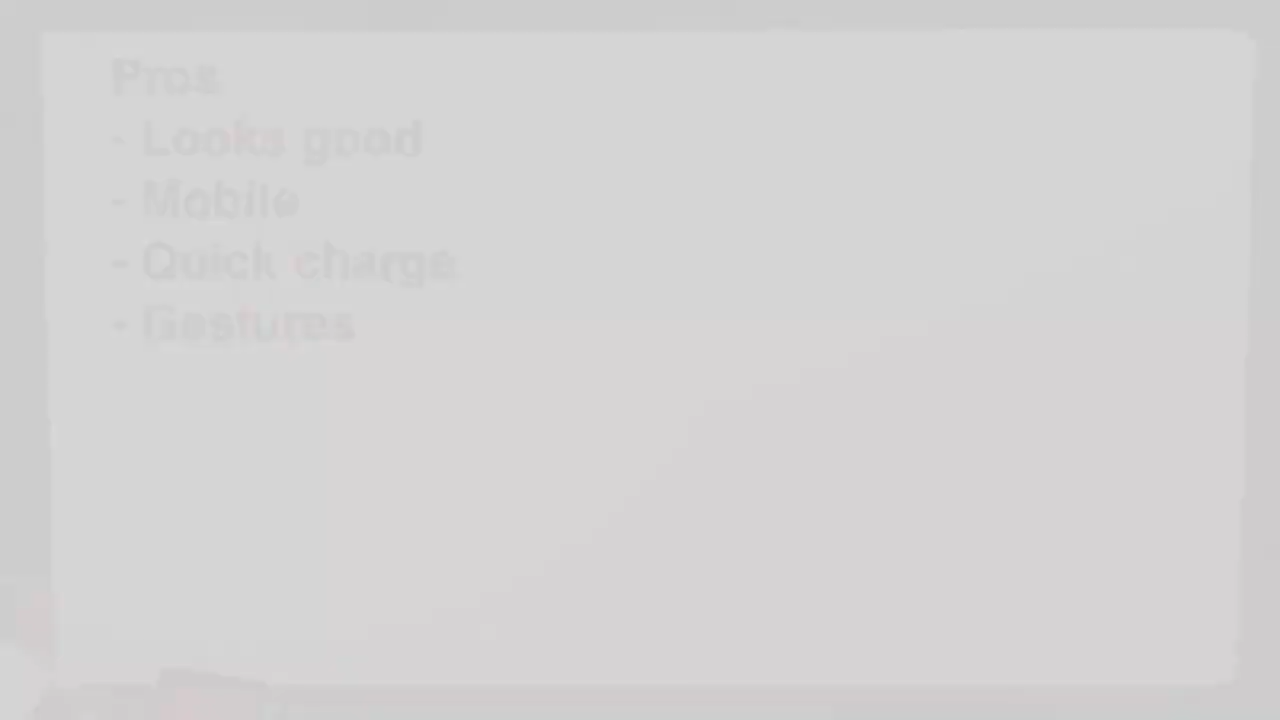 Pros
- Looks good
- Mobile
- Quick charge
- Gestures